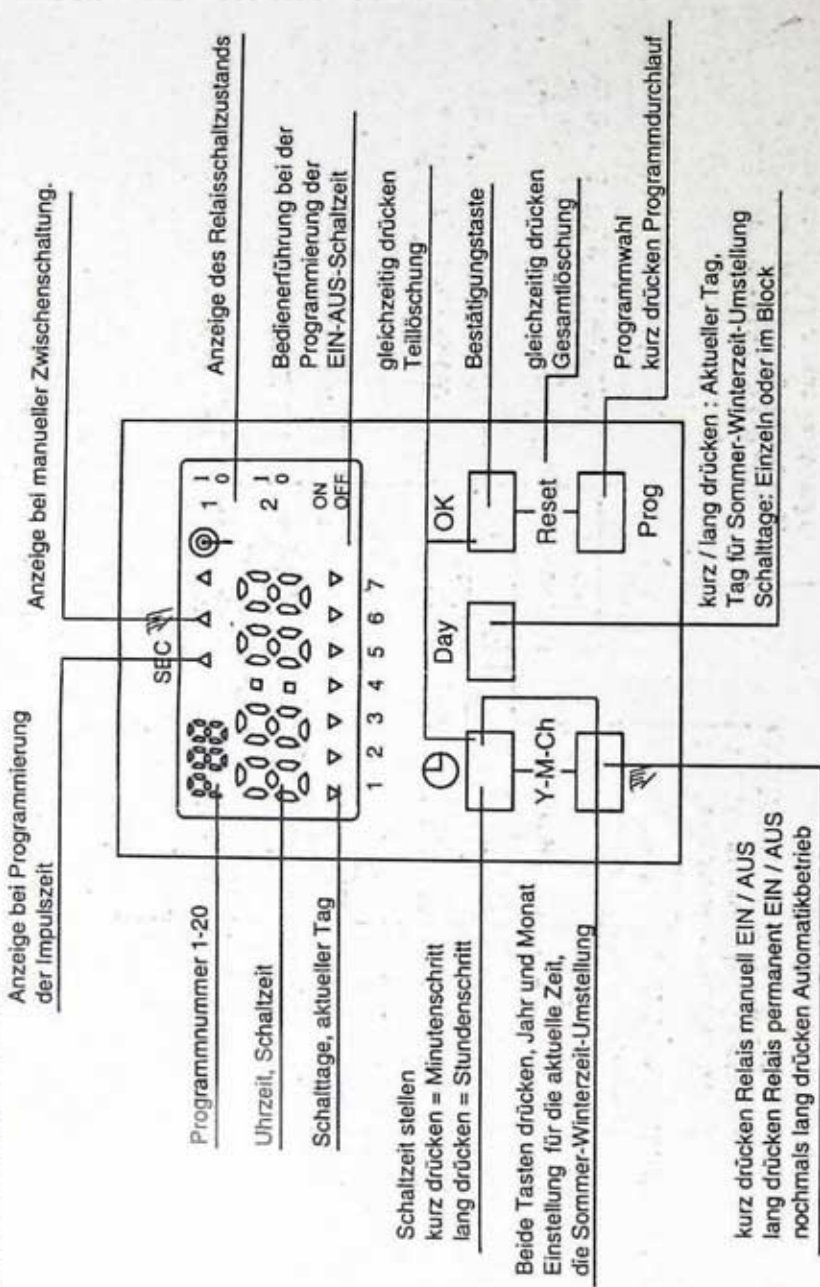 Anzeige bei Programmierung
der Impulszeit
Anzeige bei manueller Zwischenschaltung.
Programmnummer 1-20
Uhrzeit, Schaltzeit
Schalttage, aktueller Tag
SEC
88
88:88
1 2 3 4 5 6 7
1 I
0
2 I
0
ON
OFF
Anzeige des Relaisschaltzustands
Bedienerführung bei der
Programmierung der
EIN-AUS-Schaltzeit
Schaltzeit stellen
kurz drücken = Minutenschritt
lang drücken = Stundenschritt
Beide Tasten drücken, Jahr und Monat
Einstellung für die aktuelle Zeit,
die Sommer-Winterzeit-Umstellung
kurz drücken Relais manuell EIN / AUS
lang drücken Relais permanent EIN / AUS
nochmals lang drücken Automatikbetrieb
Y-M-Ch
Day
OK
Reset
Prog
gleichzeitig drücken
Teillöschung
Bestätigungstaste
gleichzeitig drücken
Gesamtlöschung
Programmwahl
kurz drücken Programmdurchlauf
kurz / lang drücken : Aktueller Tag,
Tag für Sommer-Winterzeit-Umstellung
Schalttage: Einzeln oder im Block